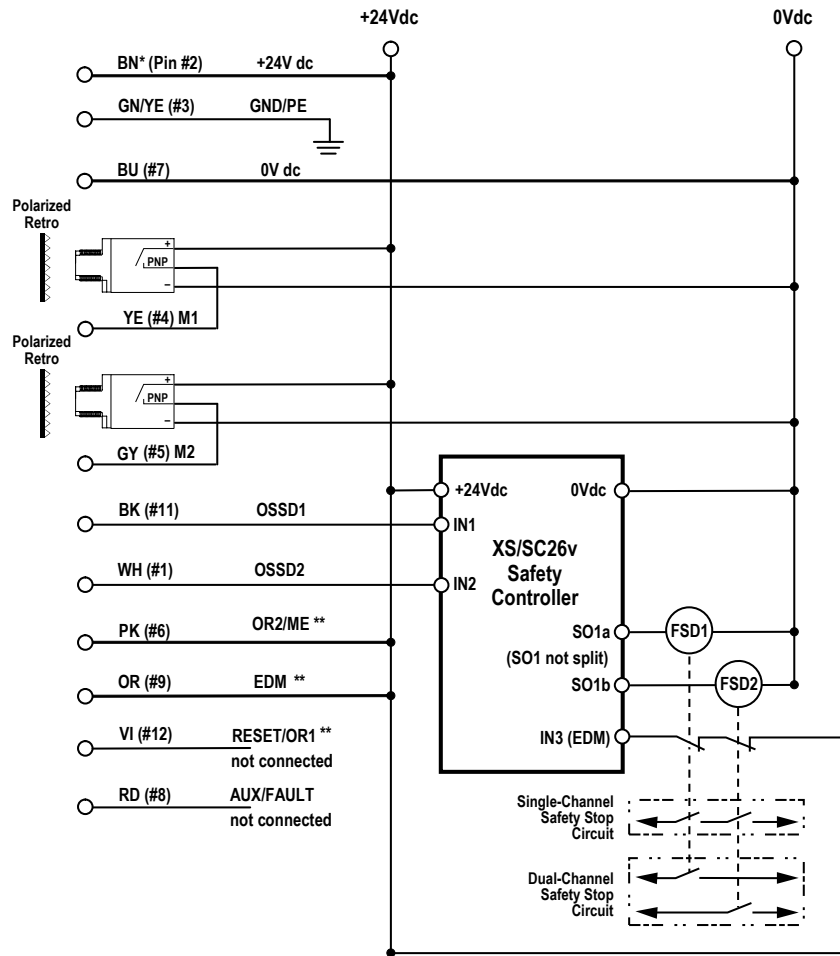 +24Vdc
0Vdc
BN* (Pin #2) +24V dc
GN/YE (#3) GND/PE
BU (#7) 0V dc
Polarized
Retro
+
PNP
–
YE (#4) M1
Polarized
Retro
+
PNP
–
GY (#5) M2
+24Vdc 0Vdc
BK (#11) OSSD1
IN1
XS/SC26v
Safety
Controller
WH (#1) OSSD2
IN2
PK (#6) OR2/ME **
SO1a
FSD1
(SO1 not split)
OR (#9) EDM **
SO1b
FSD2
VI (#12) RESET/OR1 **
not connected
IN3 (EDM)
RD (#8) AUX/FAULT
not connected
Single-Channel
Safety Stop
Circuit
Dual-Channel
Safety Stop
Circuit